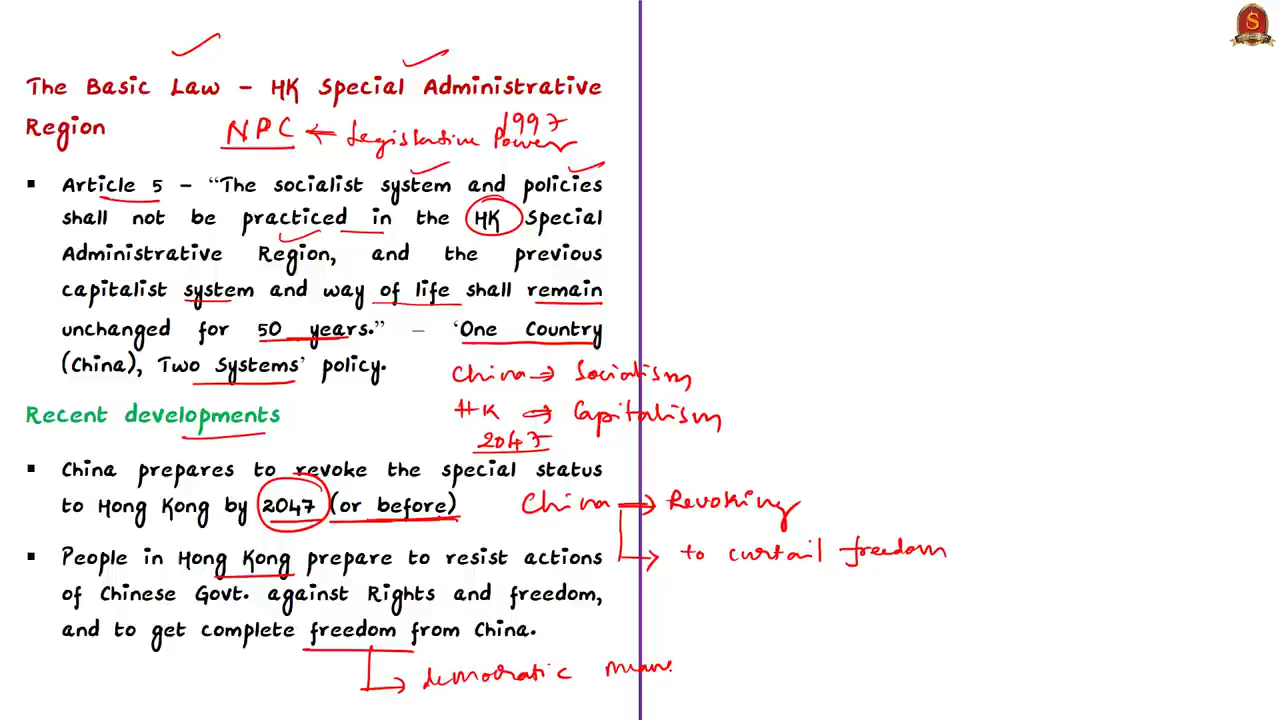 The Basic Law – HK Special Administrative
Region
1997
NPC ← Legislative Power
▪ Article 5 – “The socialist system and policies
shall not be practiced in the HK Special
Administrative Region, and the previous
capitalist system and way of life shall remain
unchanged for 50 years.” – ‘One Country
(China), Two Systems’ policy.
China → Socialism
HK ⇒ Capitalism
2047
Recent developments
▪ China prepares to revoke the special status
to Hong Kong by 2047 (or before)
China → Revoking
→ to curtail freedom
▪ People in Hong Kong prepare to resist actions
of Chinese Govt. against Rights and freedom,
and to get complete freedom from China.
→ democratic
S